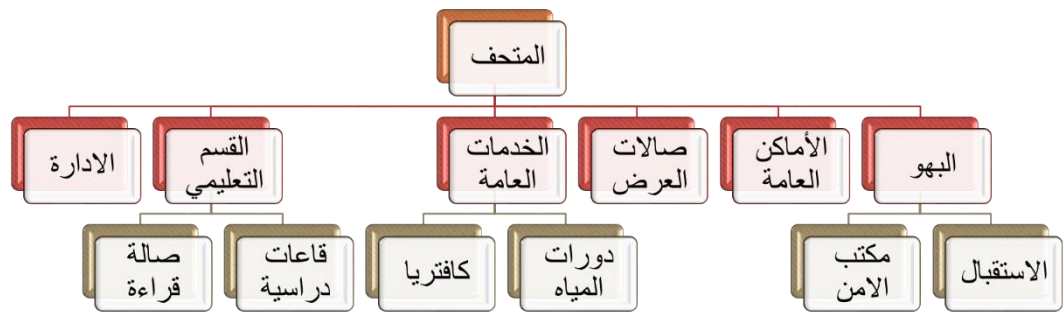 المتحف
البهو
الأماكن
العامة
صالات
العرض
الخدمات
العامة
القسم
التعليمي
الادارة
الاستقبال
مكتب
الامن
دورات
المياه
كافتريا
قاعات
دراسية
صالة
قراءة